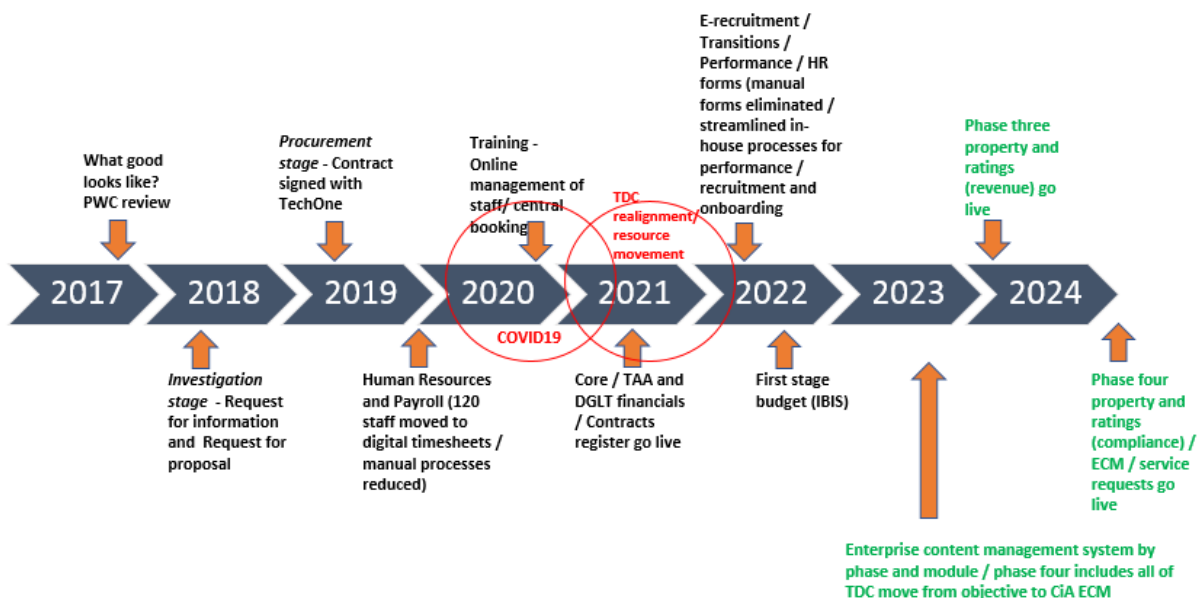 What good
looks like?
PWC review
Procurement
stage - Contract
signed with
TechOne
Training -
Online
management of
staff/ central
booking
TDC
realignment/
resource
movement
E-recruitment /
Transitions /
Performance / HR
forms (manual
forms eliminated /
streamlined in-
house processes for
performance /
recruitment and
onboarding
Phase three
property and
ratings
(revenue) go
live
2017
2018
2019
2020
2021
2022
2023
2024
COVID19
Investigation
stage - Request
for information
and Request for
proposal
Human Resources
and Payroll (120
staff moved to
digital timesheets /
manual processes
reduced)
Core / TAA and
DGLT financials
/ Contracts
register go live
First stage
budget (IBIS)
Phase four
property and
ratings
(compliance) /
ECM / service
requests go
live
Enterprise content management system by
phase and module / phase four includes all of
TDC move from objective to CiA ECM